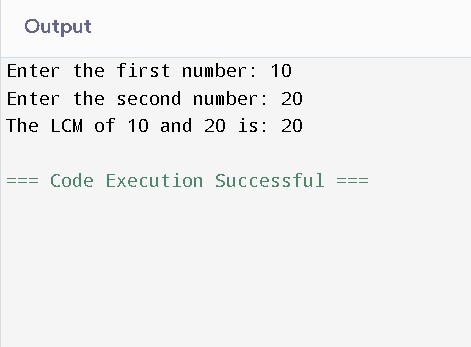 Output
Enter the first number: 10
Enter the second number: 20
The LCM of 10 and 20 is: 20
=== Code Execution Successful ===